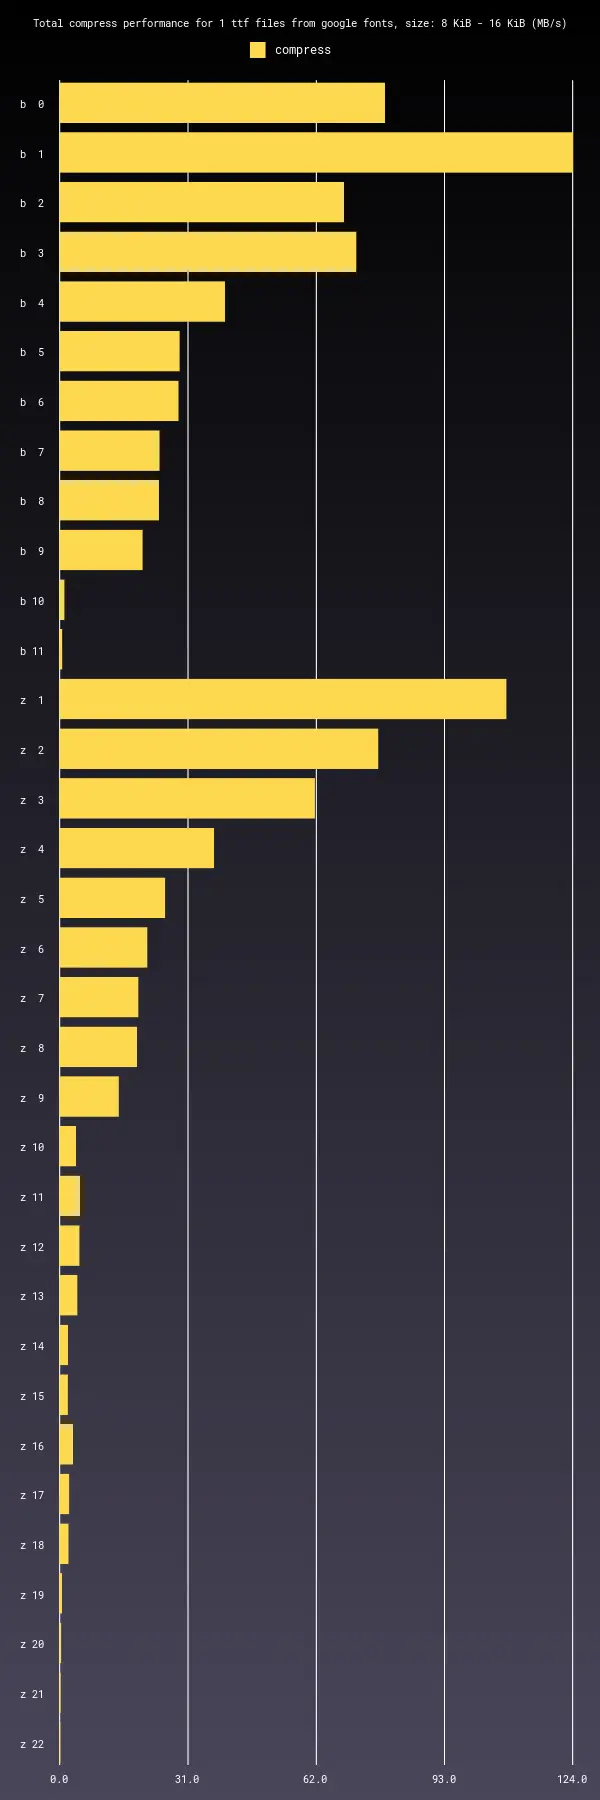 Total compress performance for 1 ttf files from google fonts, size: 8 KiB - 16 KiB (MB/s)
compress
b  0
b  1
b  2
b  3
b  4
b  5
b  6
b  7
b  8
b  9
b 10
b 11
z  1
z  2
z  3
z  4
z  5
z  6
z  7
z  8
z  9
z 10
z 11
z 12
z 13
z 14
z 15
z 16
z 17
z 18
z 19
z 20
z 21
z 22
0.0 31.0 62.0 93.0 124.0